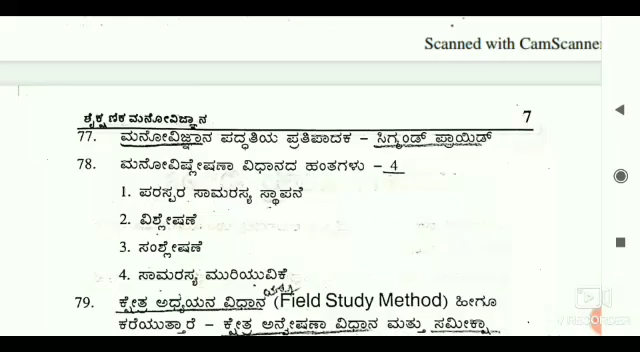 Scanned with CamScanne
ಶೈಕ್ಷಣಿಕ ಮನೋವಿಜ್ಞಾನ 7
77. ಮನೋವಿಜ್ಞಾನ ಪದ್ಧತಿಯ ಪ್ರತಿಪಾದಕ – ಸಿಗ್ಮಂಡ್ ಪ್ರಾಯಿಡ್
78. ಮನೋವಿಶ್ಲೇಷಣಾ ವಿಧಾನದ ಹಂತಗಳು – 4
1. ಪರಸ್ಪರ ಸಾಮರಸ್ಯ ಸ್ಥಾಪನೆ
2. ವಿಶ್ಲೇಷಣೆ
3. ಸಂಶ್ಲೇಷಣೆ
4. ಸಾಮರಸ್ಯ ಮುರಿಯುವಿಕೆ
79. ಕ್ಷೇತ್ರ ಅಧ್ಯಯನ ವಿಧಾನ (Field Study Method) ಹೀಗೂ
ಕರೆಯುತ್ತಾರೆ – ಕ್ಷೇತ್ರ ಅನ್ವೇಷಣಾ ವಿಧಾನ ಮತ್ತು ಸಮೀಕ್ಷಾ
RECORDER